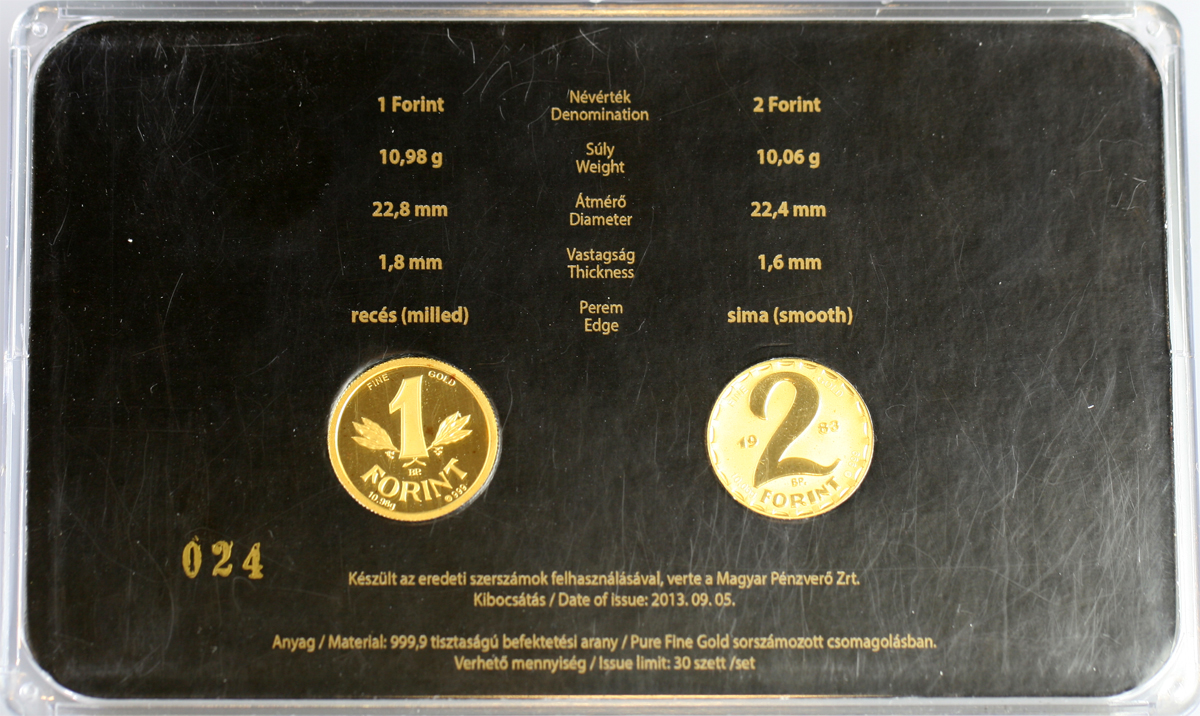 1 Forint Névérték 2 Forint
Denomination
10,98 g Súly 10,06 g
Weight
22,8 mm Átmérő 22,4 mm
Diameter
1,8 mm Vastagság 1,6 mm
Thickness
recés (milled) Perem sima (smooth)
Edge
FINE GOLD
1
BP.
FORINT
10,98g 999
2
19 83
BP.
FORINT
024
Készült az eredeti szerszámok felhasználásával, verte a Magyar Pénzverő Zrt.
Kibocsátás / Date of issue: 2013. 09. 05.
Anyag / Material: 999,9 tisztaságú befektetési arany / Pure Fine Gold sorszámozott csomagolásban.
Verhető mennyiség / Issue limit: 30 szett /set